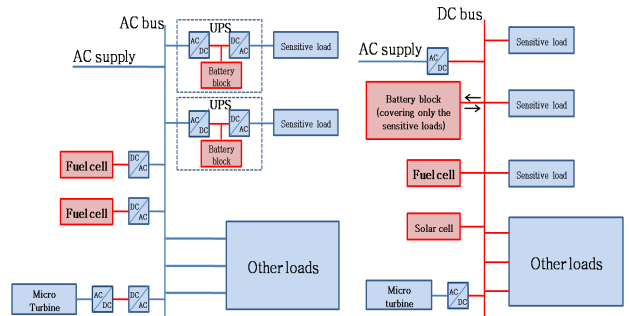 AC bus
UPS
AC
DC
DC
AC
Sensitive load
Battery
block
AC supply
UPS
AC
DC
DC
AC
Sensitive load
Battery
block
Fuel cell
DC
AC
Fuel cell
DC
AC
Other loads
Micro
Turbine
AC
DC
DC
AC
DC bus
Sensitive load
AC supply
AC
DC
Battery block
(covering only the
sensitive loads)
Sensitive load
Fuel cell
Sensitive load
Solar cell
Other loads
Micro
turbine
AC
DC